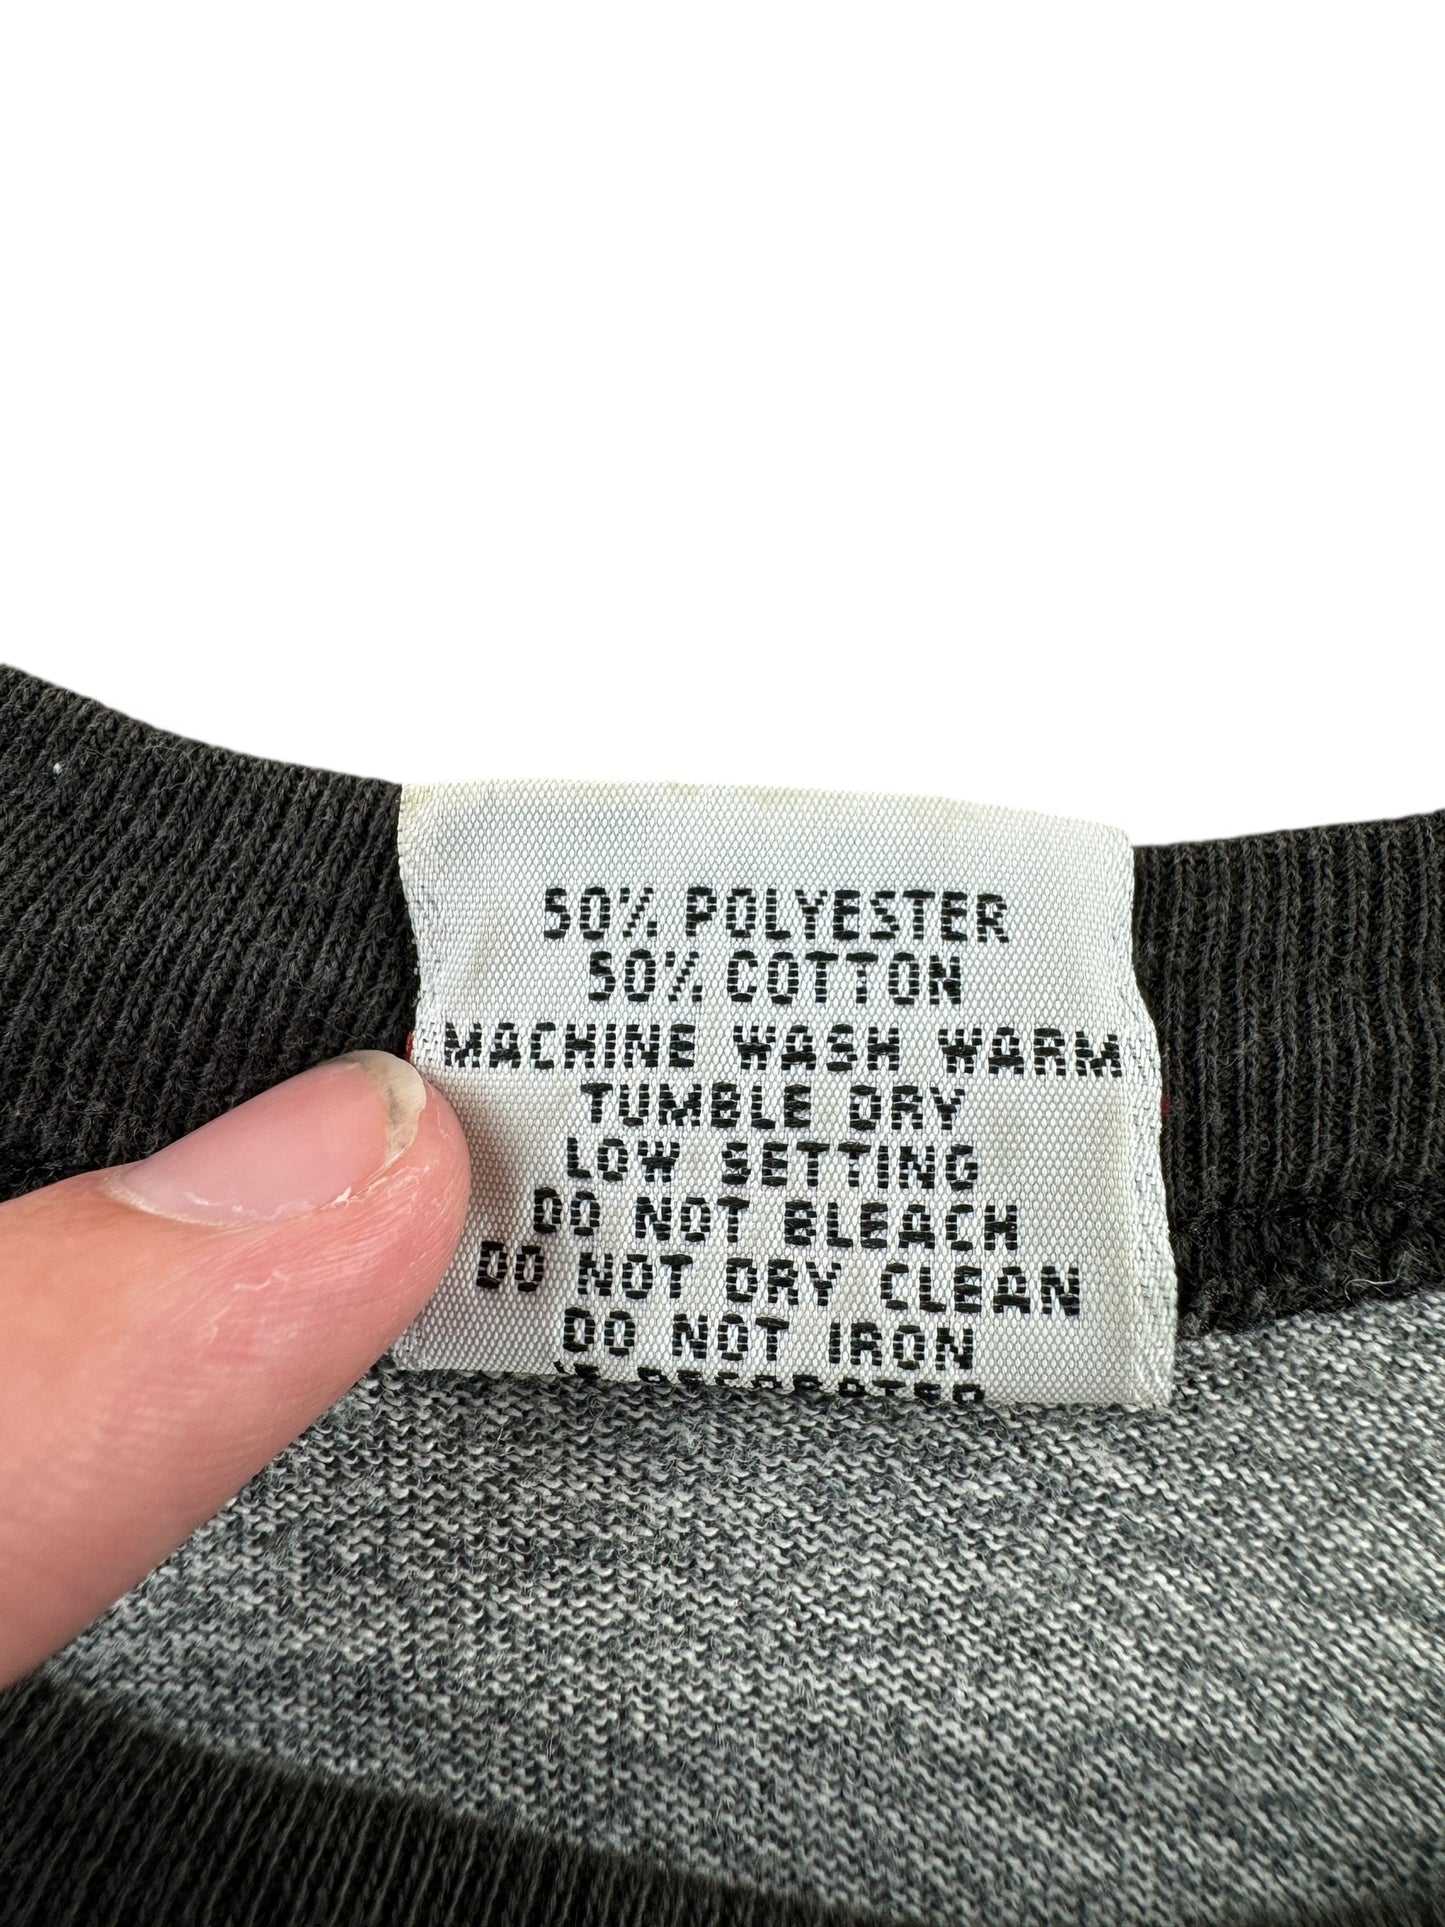 50% POLYESTER
50% COTTON
MACHINE WASH WARM
TUMBLE DRY
LOW SETTING
DO NOT BLEACH
DO NOT DRY CLEAN
DO NOT IRON